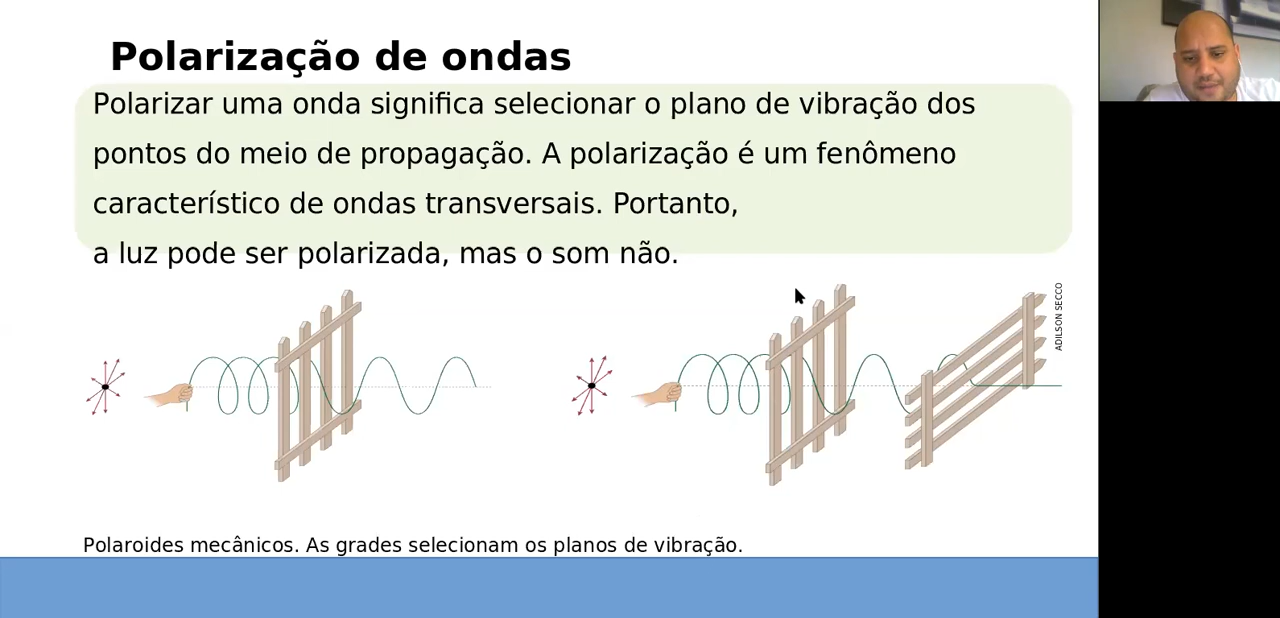 Polarização de ondas
Polarizar uma onda significa selecionar o plano de vibração dos
pontos do meio de propagação. A polarização é um fenômeno
característico de ondas transversais. Portanto,
a luz pode ser polarizada, mas o som não.
ADILSON SECCO
Polaroides mecânicos. As grades selecionam os planos de vibração.